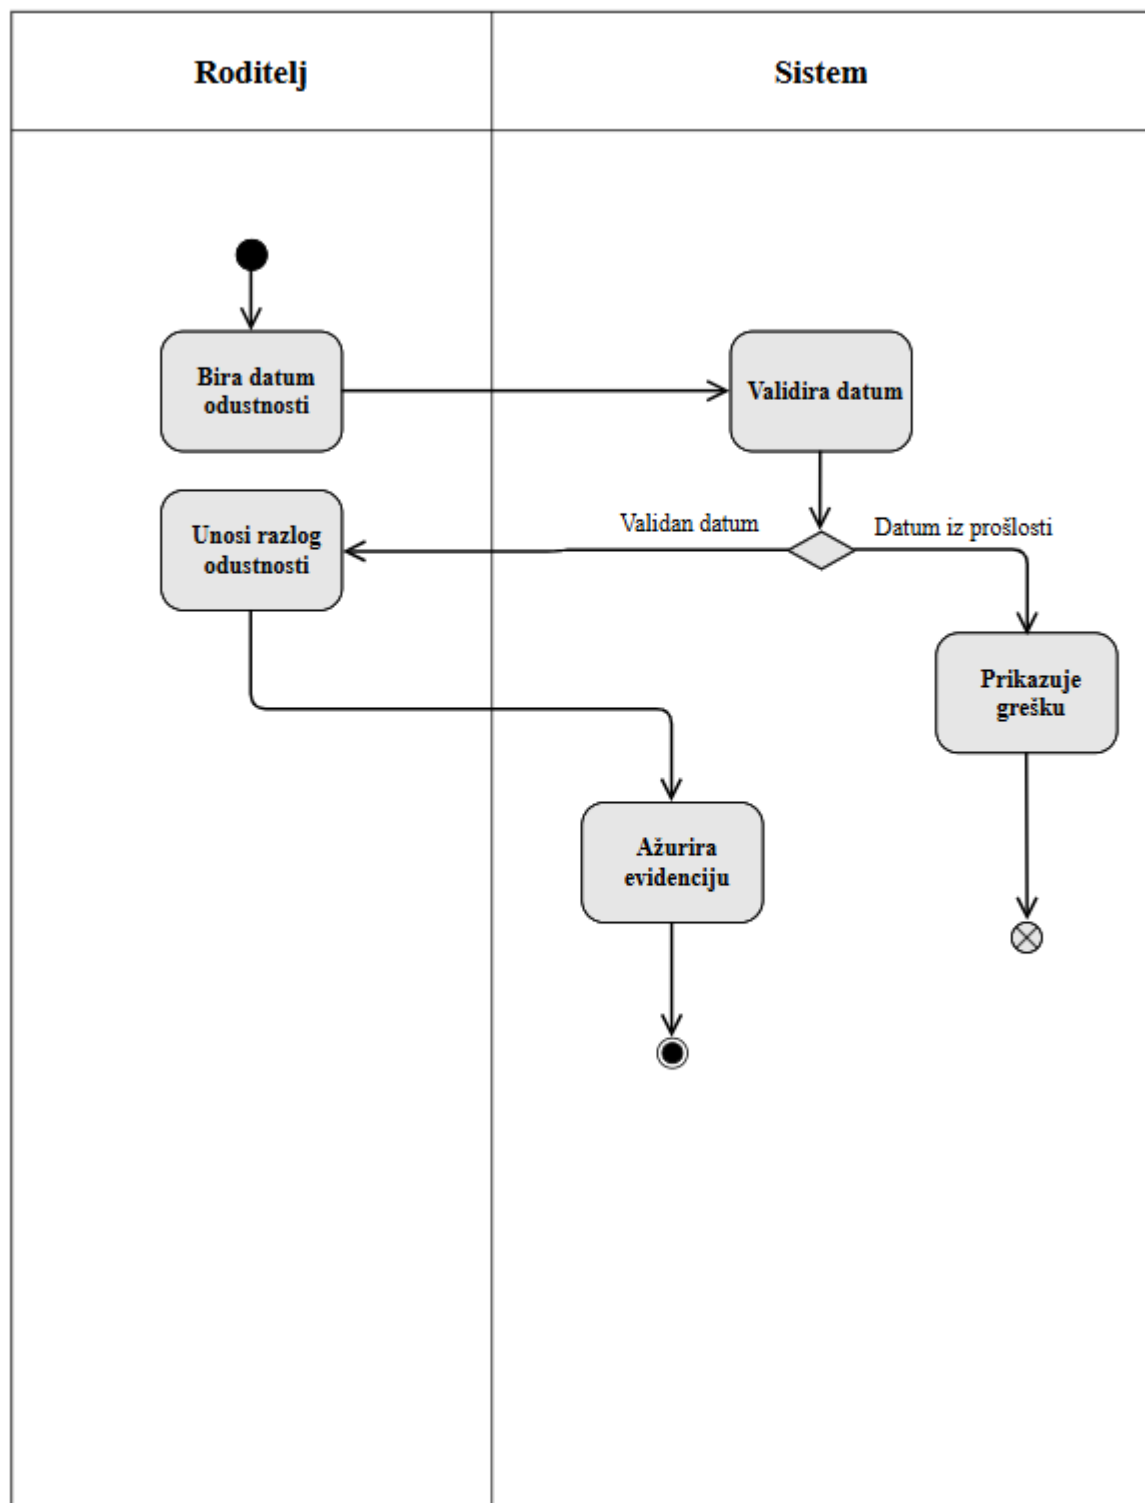 Roditelj
Sistem
Bira datum
odustnosti
Validira datum
Unosi razlog
odustnosti
Validan datum
Datum iz prošlosti
Prikazuje
grešku
Ažurira
evidenciju